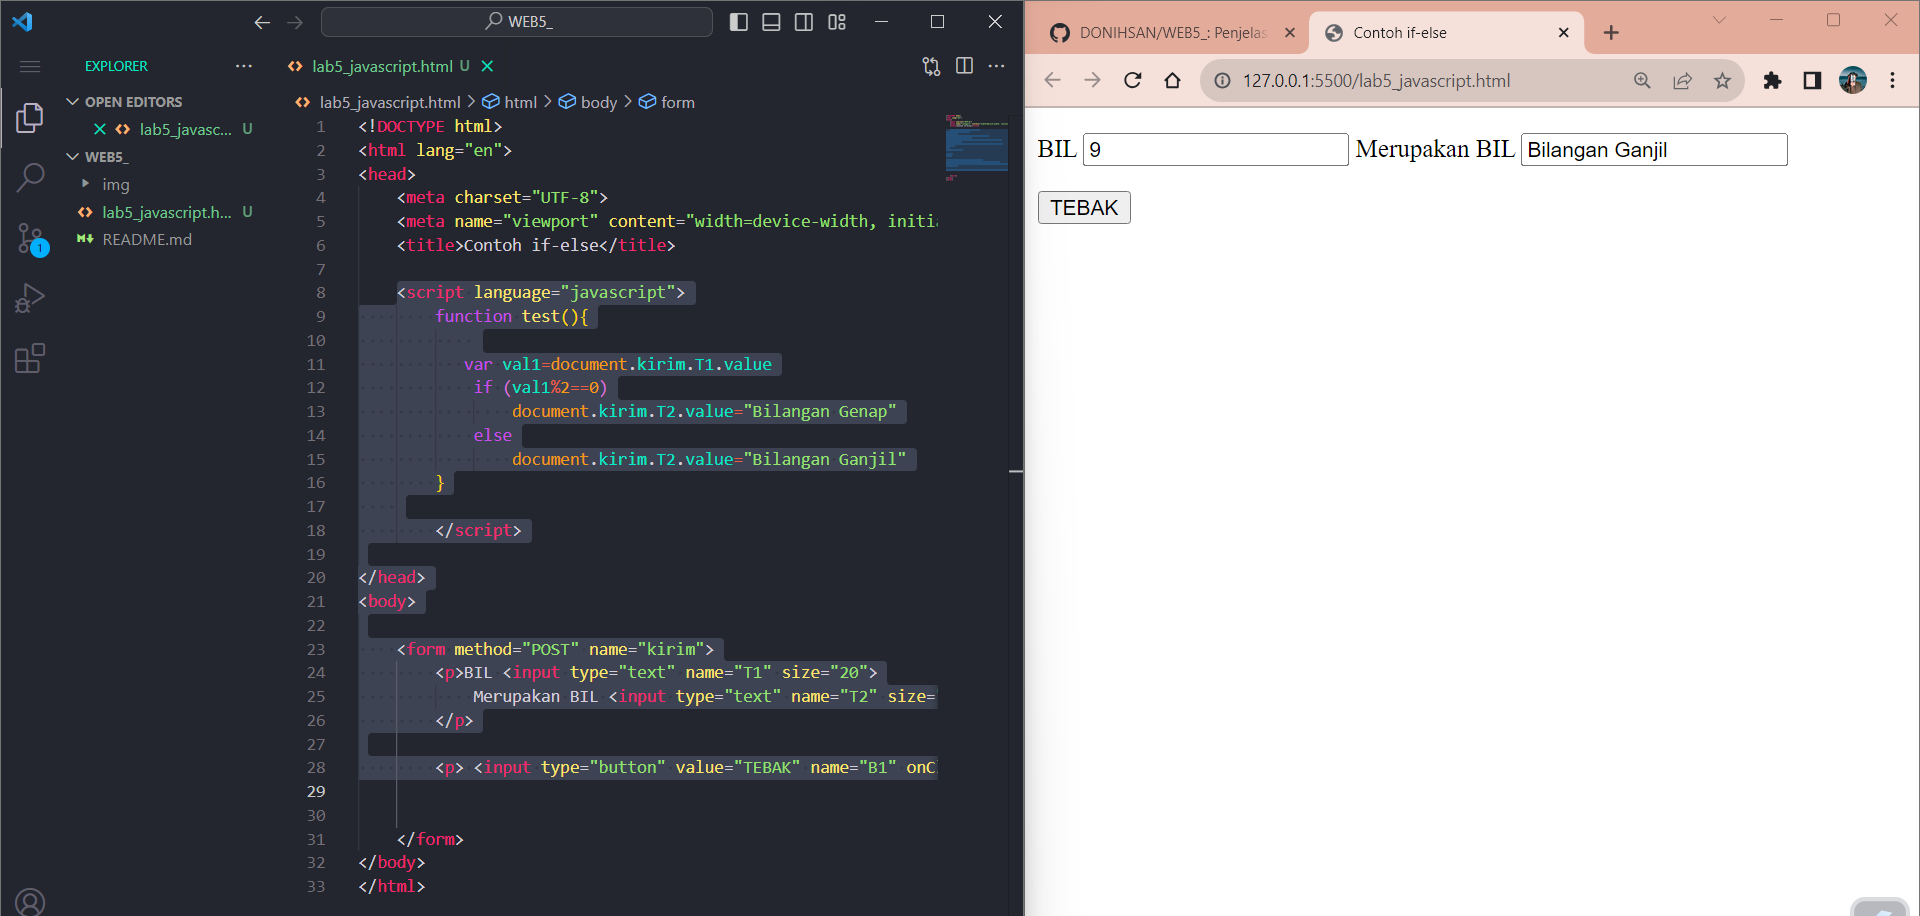 WEB5_
EXPLORER
OPEN EDITORS
lab5_javasc... U
WEB5_
img
lab5_javascript.h... U
README.md
1
lab5_javascript.html U
lab5_javascript.html > html > body > form
1 <!DOCTYPE html>
2 <html lang="en">
3 <head>
4 <meta charset="UTF-8">
5 <meta name="viewport" content="width=device-width, initi
6 <title>Contoh if-else</title>
7
8 <script language="javascript">
9 function test(){
10
11 var val1=document.kirim.T1.value
12 if (val1%2==0)
13 document.kirim.T2.value="Bilangan Genap"
14 else
15 document.kirim.T2.value="Bilangan Ganjil"
16 }
17
18 </script>
19
20 </head>
21 <body>
22
23 <form method="POST" name="kirim">
24 <p>BIL <input type="text" name="T1" size="20">
25 Merupakan BIL <input type="text" name="T2" size=
26 </p>
27
28 <p> <input type="button" value="TEBAK" name="B1" onC
29
30
31 </form>
32 </body>
33 </html>
DONIHSAN/WEB5_: Penjelas
Contoh if-else
127.0.0.1:5500/lab5_javascript.html
BIL 9 Merupakan BIL Bilangan Ganjil
TEBAK